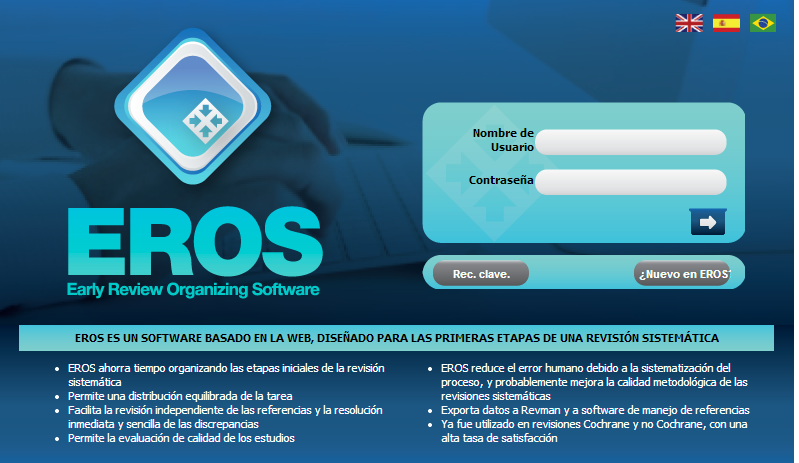 Nombre de
Usuario
Contraseña
EROS
Early Review Organizing Software
Rec. clave.
¿Nuevo en EROS
EROS ES UN SOFTWARE BASADO EN LA WEB, DISEÑADO PARA LAS PRIMERAS ETAPAS DE UNA REVISIÓN SISTEMÁTICA
• EROS ahorra tiempo organizando las etapas iniciales de la revisión
sistemática
• Permite una distribución equilibrada de la tarea
• Facilita la revisión independiente de las referencias y la resolución
inmediata y sencilla de las discrepancias
• Permite la evaluación de calidad de los estudios
• EROS reduce el error humano debido a la sistematización del
proceso, y probablemente mejora la calidad metodológica de las
revisiones sistemáticas
• Exporta datos a Revman y a software de manejo de referencias
• Ya fue utilizado en revisiones Cochrane y no Cochrane, con una
alta tasa de satisfacción